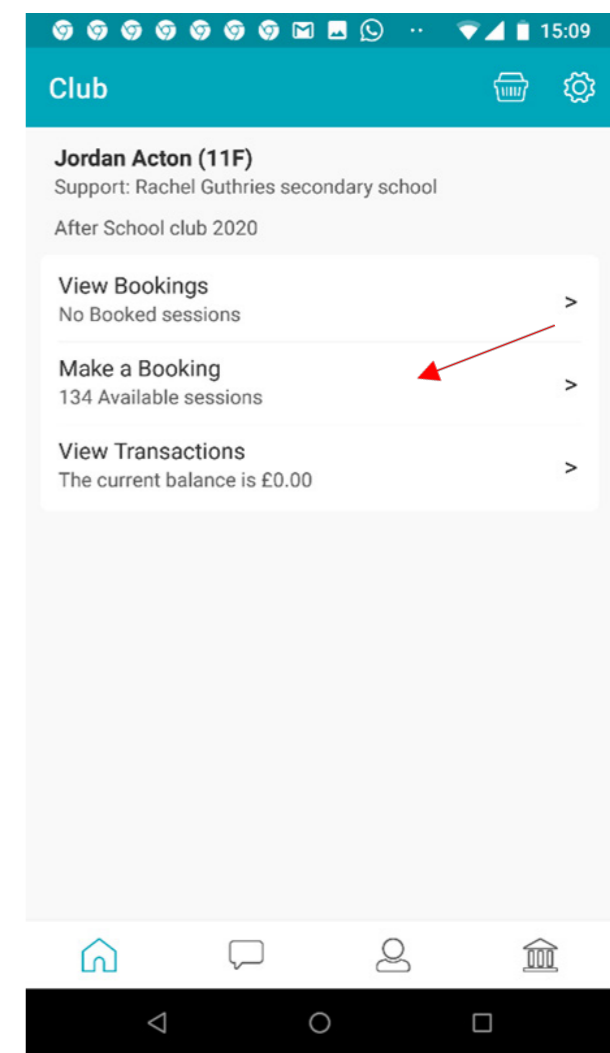 15:09
Club
Jordan Acton (11F)
Support: Rachel Guthries secondary school
After School club 2020
View Bookings
No Booked sessions
>
Make a Booking
134 Available sessions
>
View Transactions
The current balance is £0.00
>